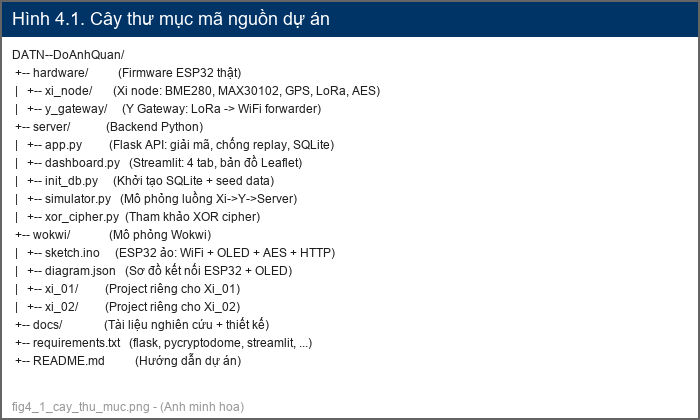 Hình 4.1. Cây thư mục mã nguồn dự án
DATN--DoAnhQuan/
+-- hardware/ (Firmware ESP32 thật)
| +-- xi_node/ (Xi node: BME280, MAX30102, GPS, LoRa, AES)
| +-- y_gateway/ (Y Gateway: LoRa -> WiFi forwarder)
+-- server/ (Backend Python)
| +-- app.py (Flask API: giải mã, chống replay, SQLite)
| +-- dashboard.py (Streamlit: 4 tab, bản đồ Leaflet)
| +-- init_db.py (Khởi tạo SQLite + seed data)
| +-- simulator.py (Mô phỏng luồng Xi->Y->Server)
| +-- xor_cipher.py (Tham khảo XOR cipher)
+-- wokwi/ (Mô phỏng Wokwi)
| +-- sketch.ino (ESP32 ảo: WiFi + OLED + AES + HTTP)
| +-- diagram.json (Sơ đồ kết nối ESP32 + OLED)
| +-- xi_01/ (Project riêng cho Xi_01)
| +-- xi_02/ (Project riêng cho Xi_02)
+-- docs/ (Tài liệu nghiên cứu + thiết kế)
+-- requirements.txt (flask, pycryptodome, streamlit, ...)
+-- README.md (Hướng dẫn dự án)
fig4_1_cay_thu_muc.png - (Anh minh hoa)